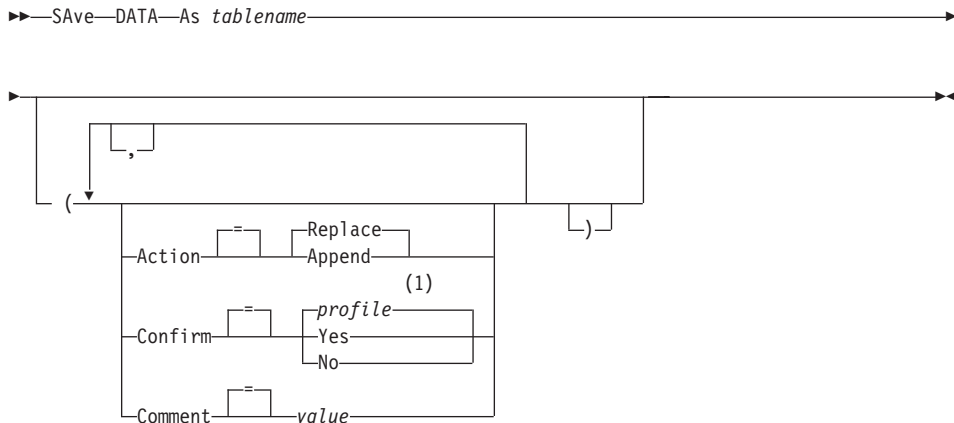 SAve DATA As tablename
,
(
)
=
Replace
Action
Append
(1)
=
profile
Confirm
Yes
No
=
Comment value